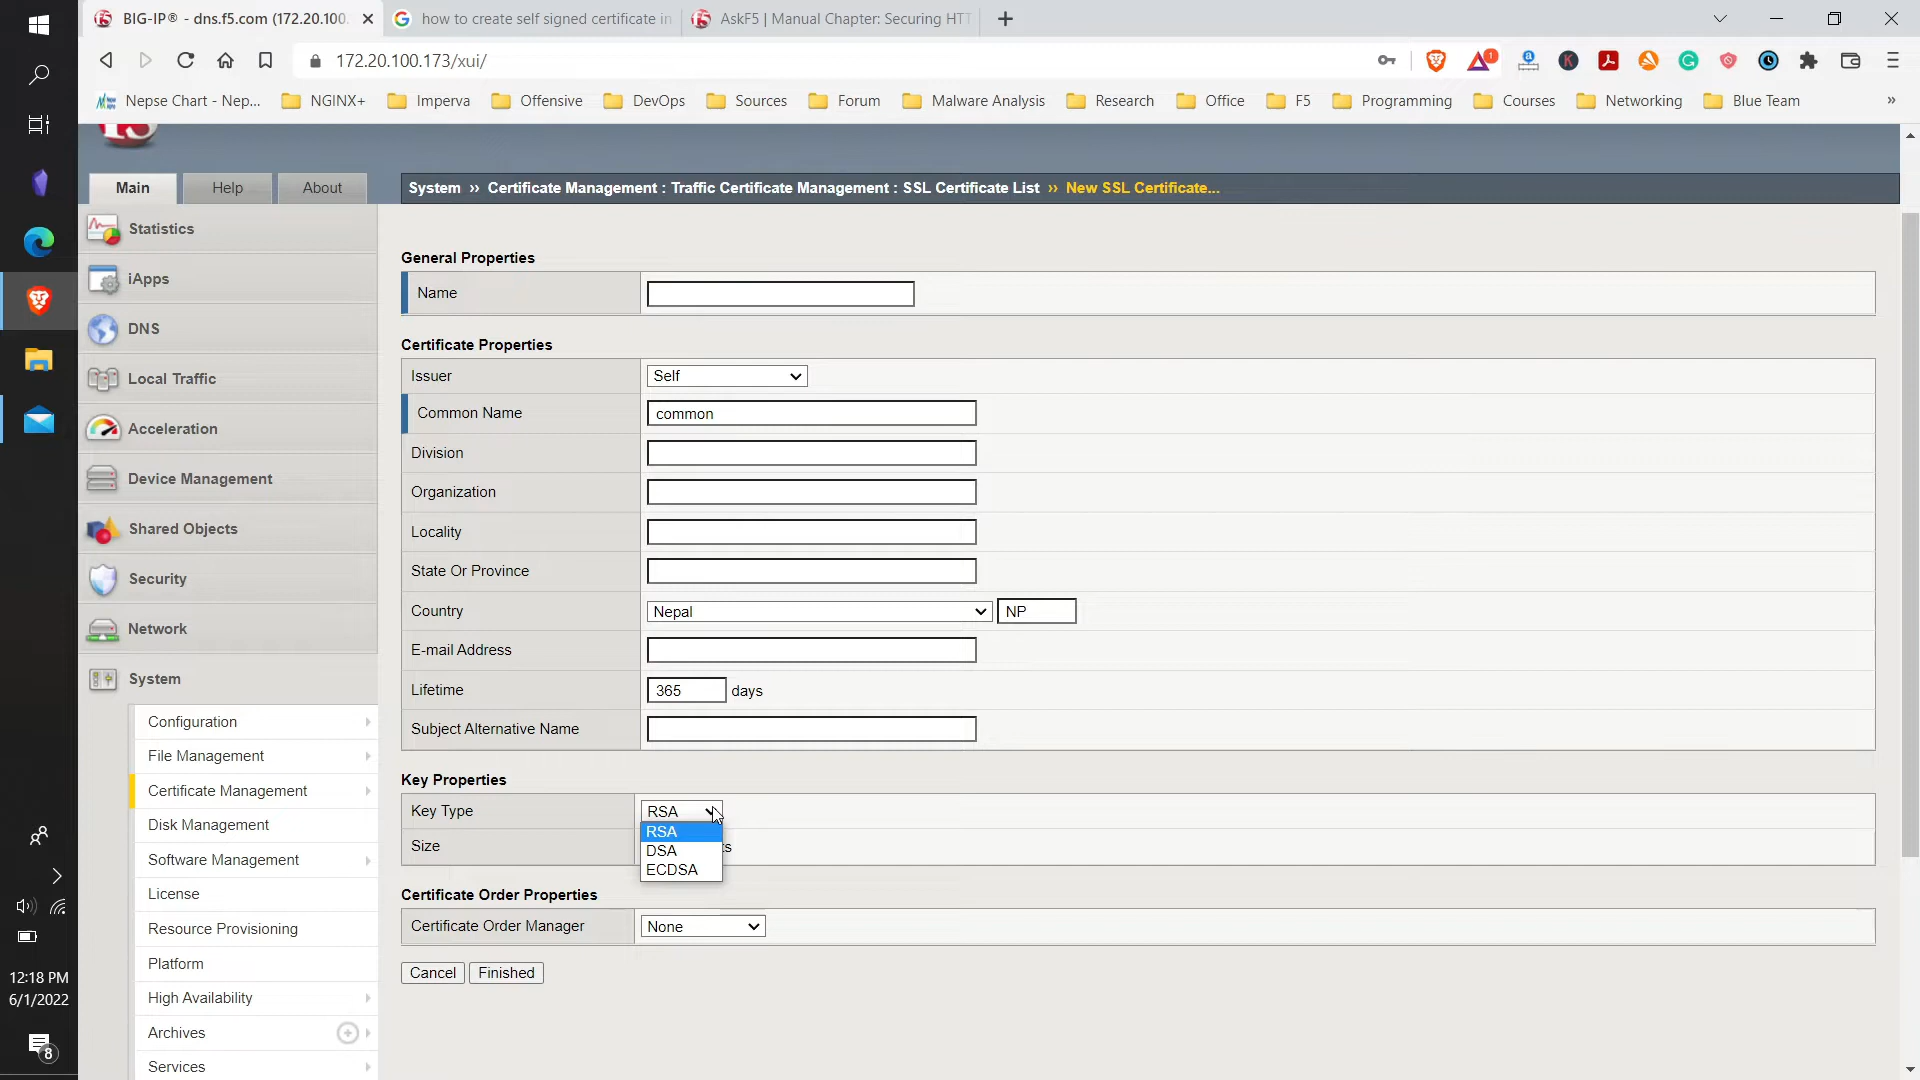 BIG-IP® - dns.f5.com (172.20.100.
how to create self signed certificate in
AskF5 | Manual Chapter: Securing HTT
172.20.100.173/xui/
1
Nepse Chart - Nep...
NGINX+
Imperva
Offensive
DevOps
Sources
Forum
Malware Analysis
Research
Office
F5
Programming
Courses
Networking
Blue Team
»
Main
Help
About
System ›› Certificate Management : Traffic Certificate Management : SSL Certificate List ›› New SSL Certificate...
Statistics
iApps
DNS
Local Traffic
Acceleration
Device Management
Shared Objects
Security
Network
System
Configuration
File Management
Certificate Management
Disk Management
Software Management
License
Resource Provisioning
Platform
High Availability
Archives
Services
General Properties
Name
Certificate Properties
Issuer Self
Common Name common
Division
Organization
Locality
State Or Province
Country Nepal NP
E-mail Address
Lifetime 365 days
Subject Alternative Name
Key Properties
Key Type RSA
RSA
DSA
ECDSA
Size
Certificate Order Properties
Certificate Order Manager None
Cancel Finished
12:18 PM
6/1/2022
8